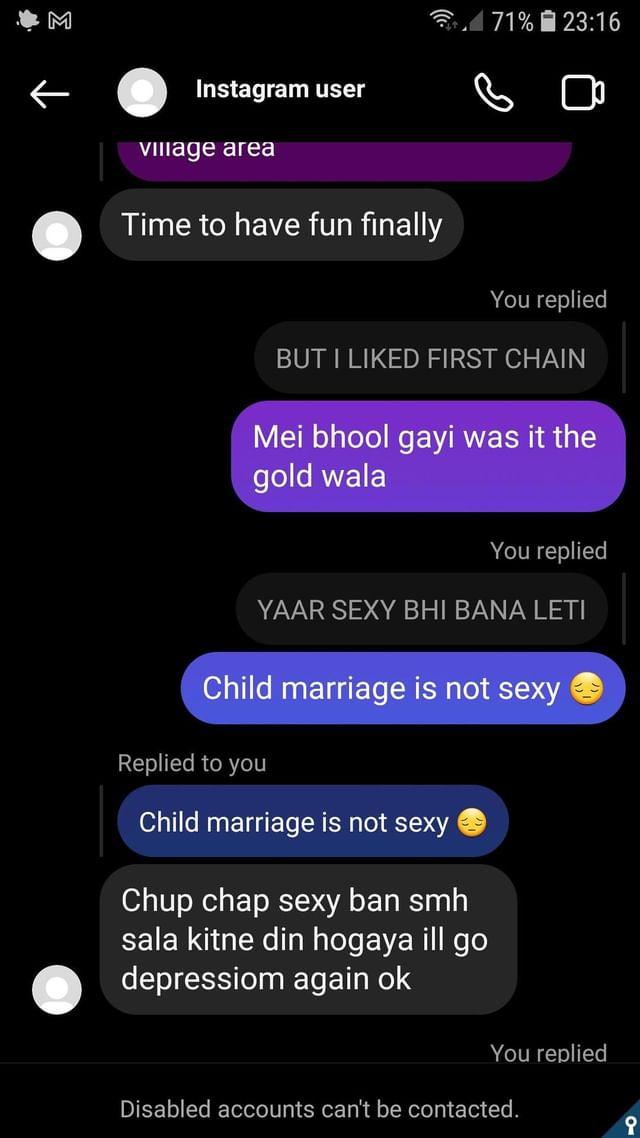 71% 23:16
Instagram user
village area
Time to have fun finally
You replied
BUT I LIKED FIRST CHAIN
Mei bhool gayi was it the
gold wala
You replied
YAAR SEXY BHI BANA LETI
Child marriage is not sexy 😔
Replied to you
Child marriage is not sexy 😔
Chup chap sexy ban smh
sala kitne din hogaya ill go
depressiom again ok
You replied
Disabled accounts can't be contacted.